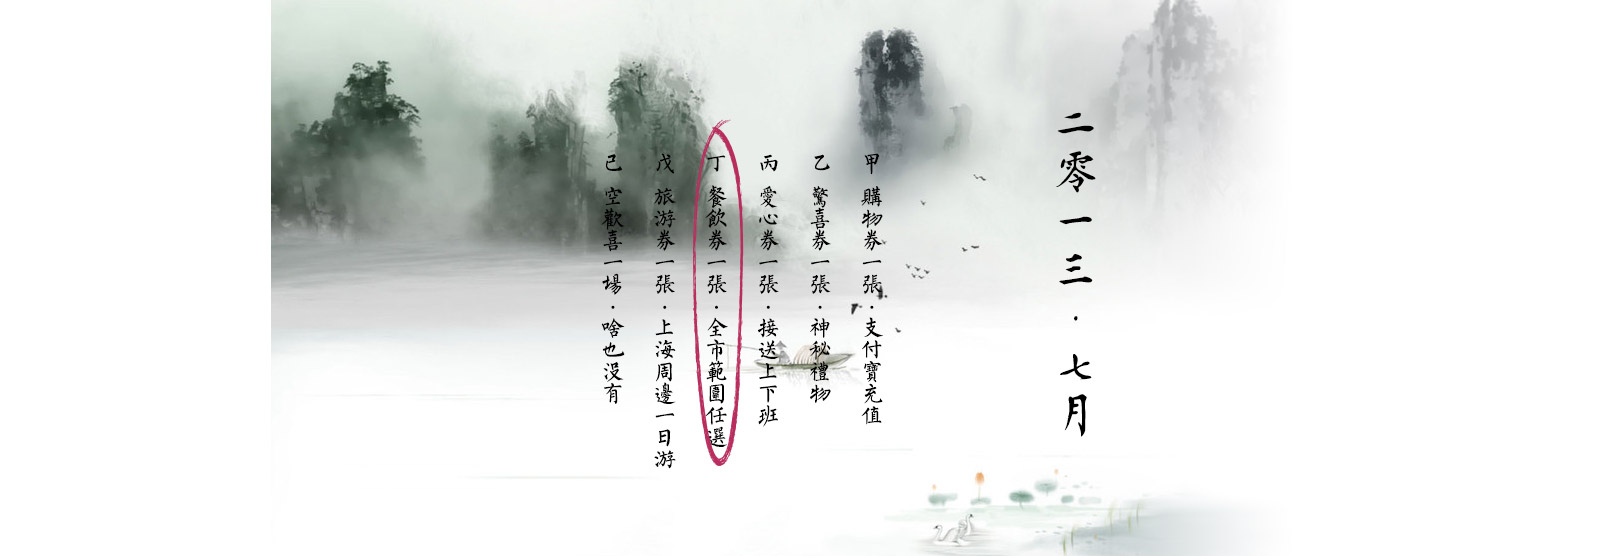 二零一三·七月
甲 購物券一張·支付寶充值
乙 驚喜券一張·神秘禮物
丙 愛心券一張·接送上下班
丁 餐飲券一張·全市範圍任選
戊 旅游券一張·上海周邊一日游
己 空歡喜一場·啥也沒有